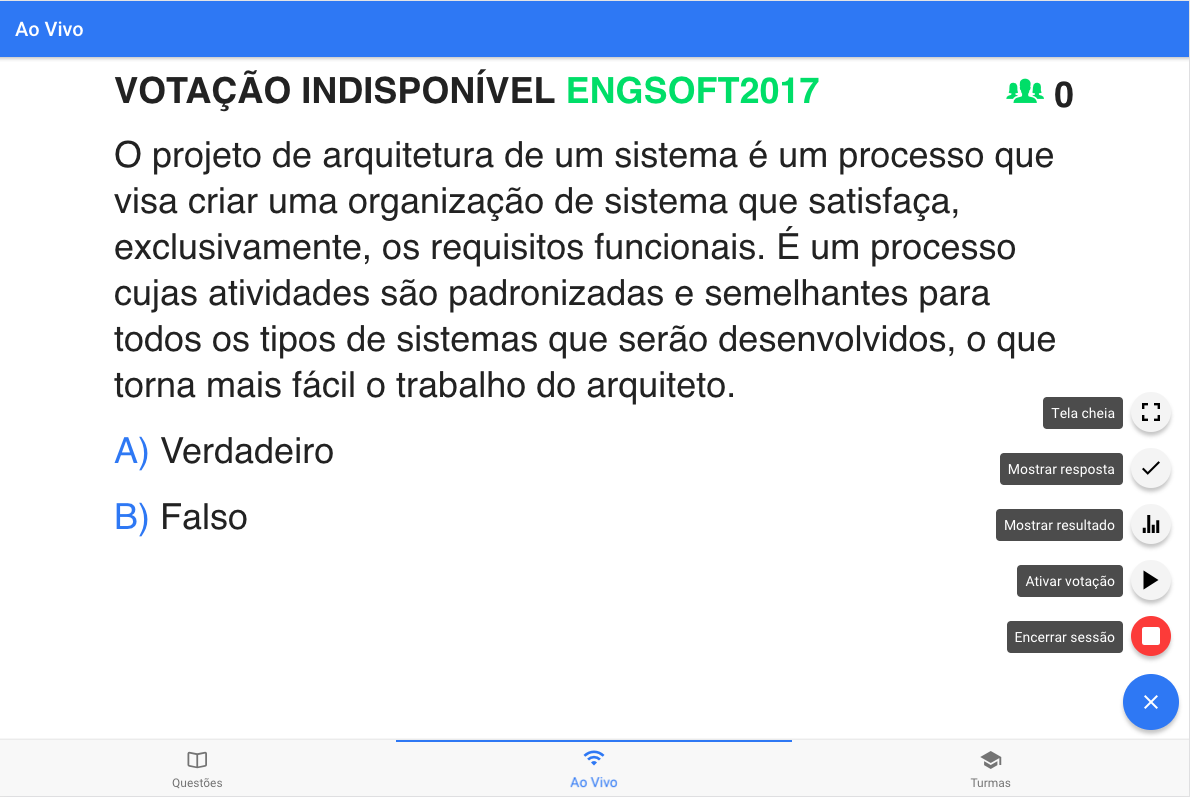 Ao Vivo
VOTAÇÃO INDISPONÍVEL ENGSOFT2017 0
O projeto de arquitetura de um sistema é um processo que
visa criar uma organização de sistema que satisfaça,
exclusivamente, os requisitos funcionais. É um processo
cujas atividades são padronizadas e semelhantes para
todos os tipos de sistemas que serão desenvolvidos, o que
torna mais fácil o trabalho do arquiteto.
Tela cheia
A) Verdadeiro
Mostrar resposta
B) Falso
Mostrar resultado
Ativar votação
Encerrar sessão
Questões
Ao Vivo
Turmas